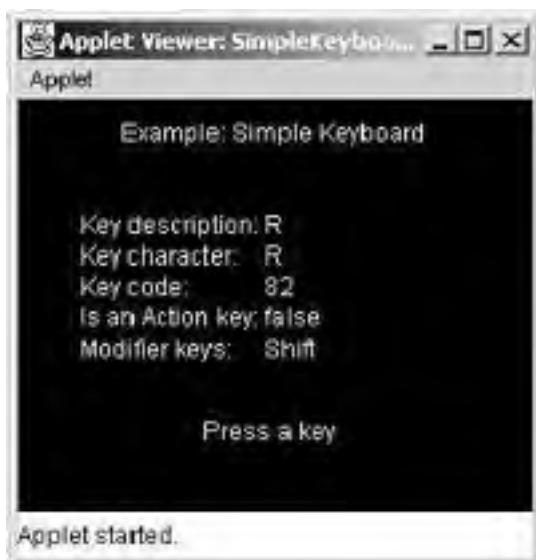 Applet Viewer: SimpleKeyboa...
Applet
Example: Simple Keyboard
Key description: R
Key character: R
Key code: 82
Is an Action key: false
Modifier keys: Shift
Press a key
Applet started.